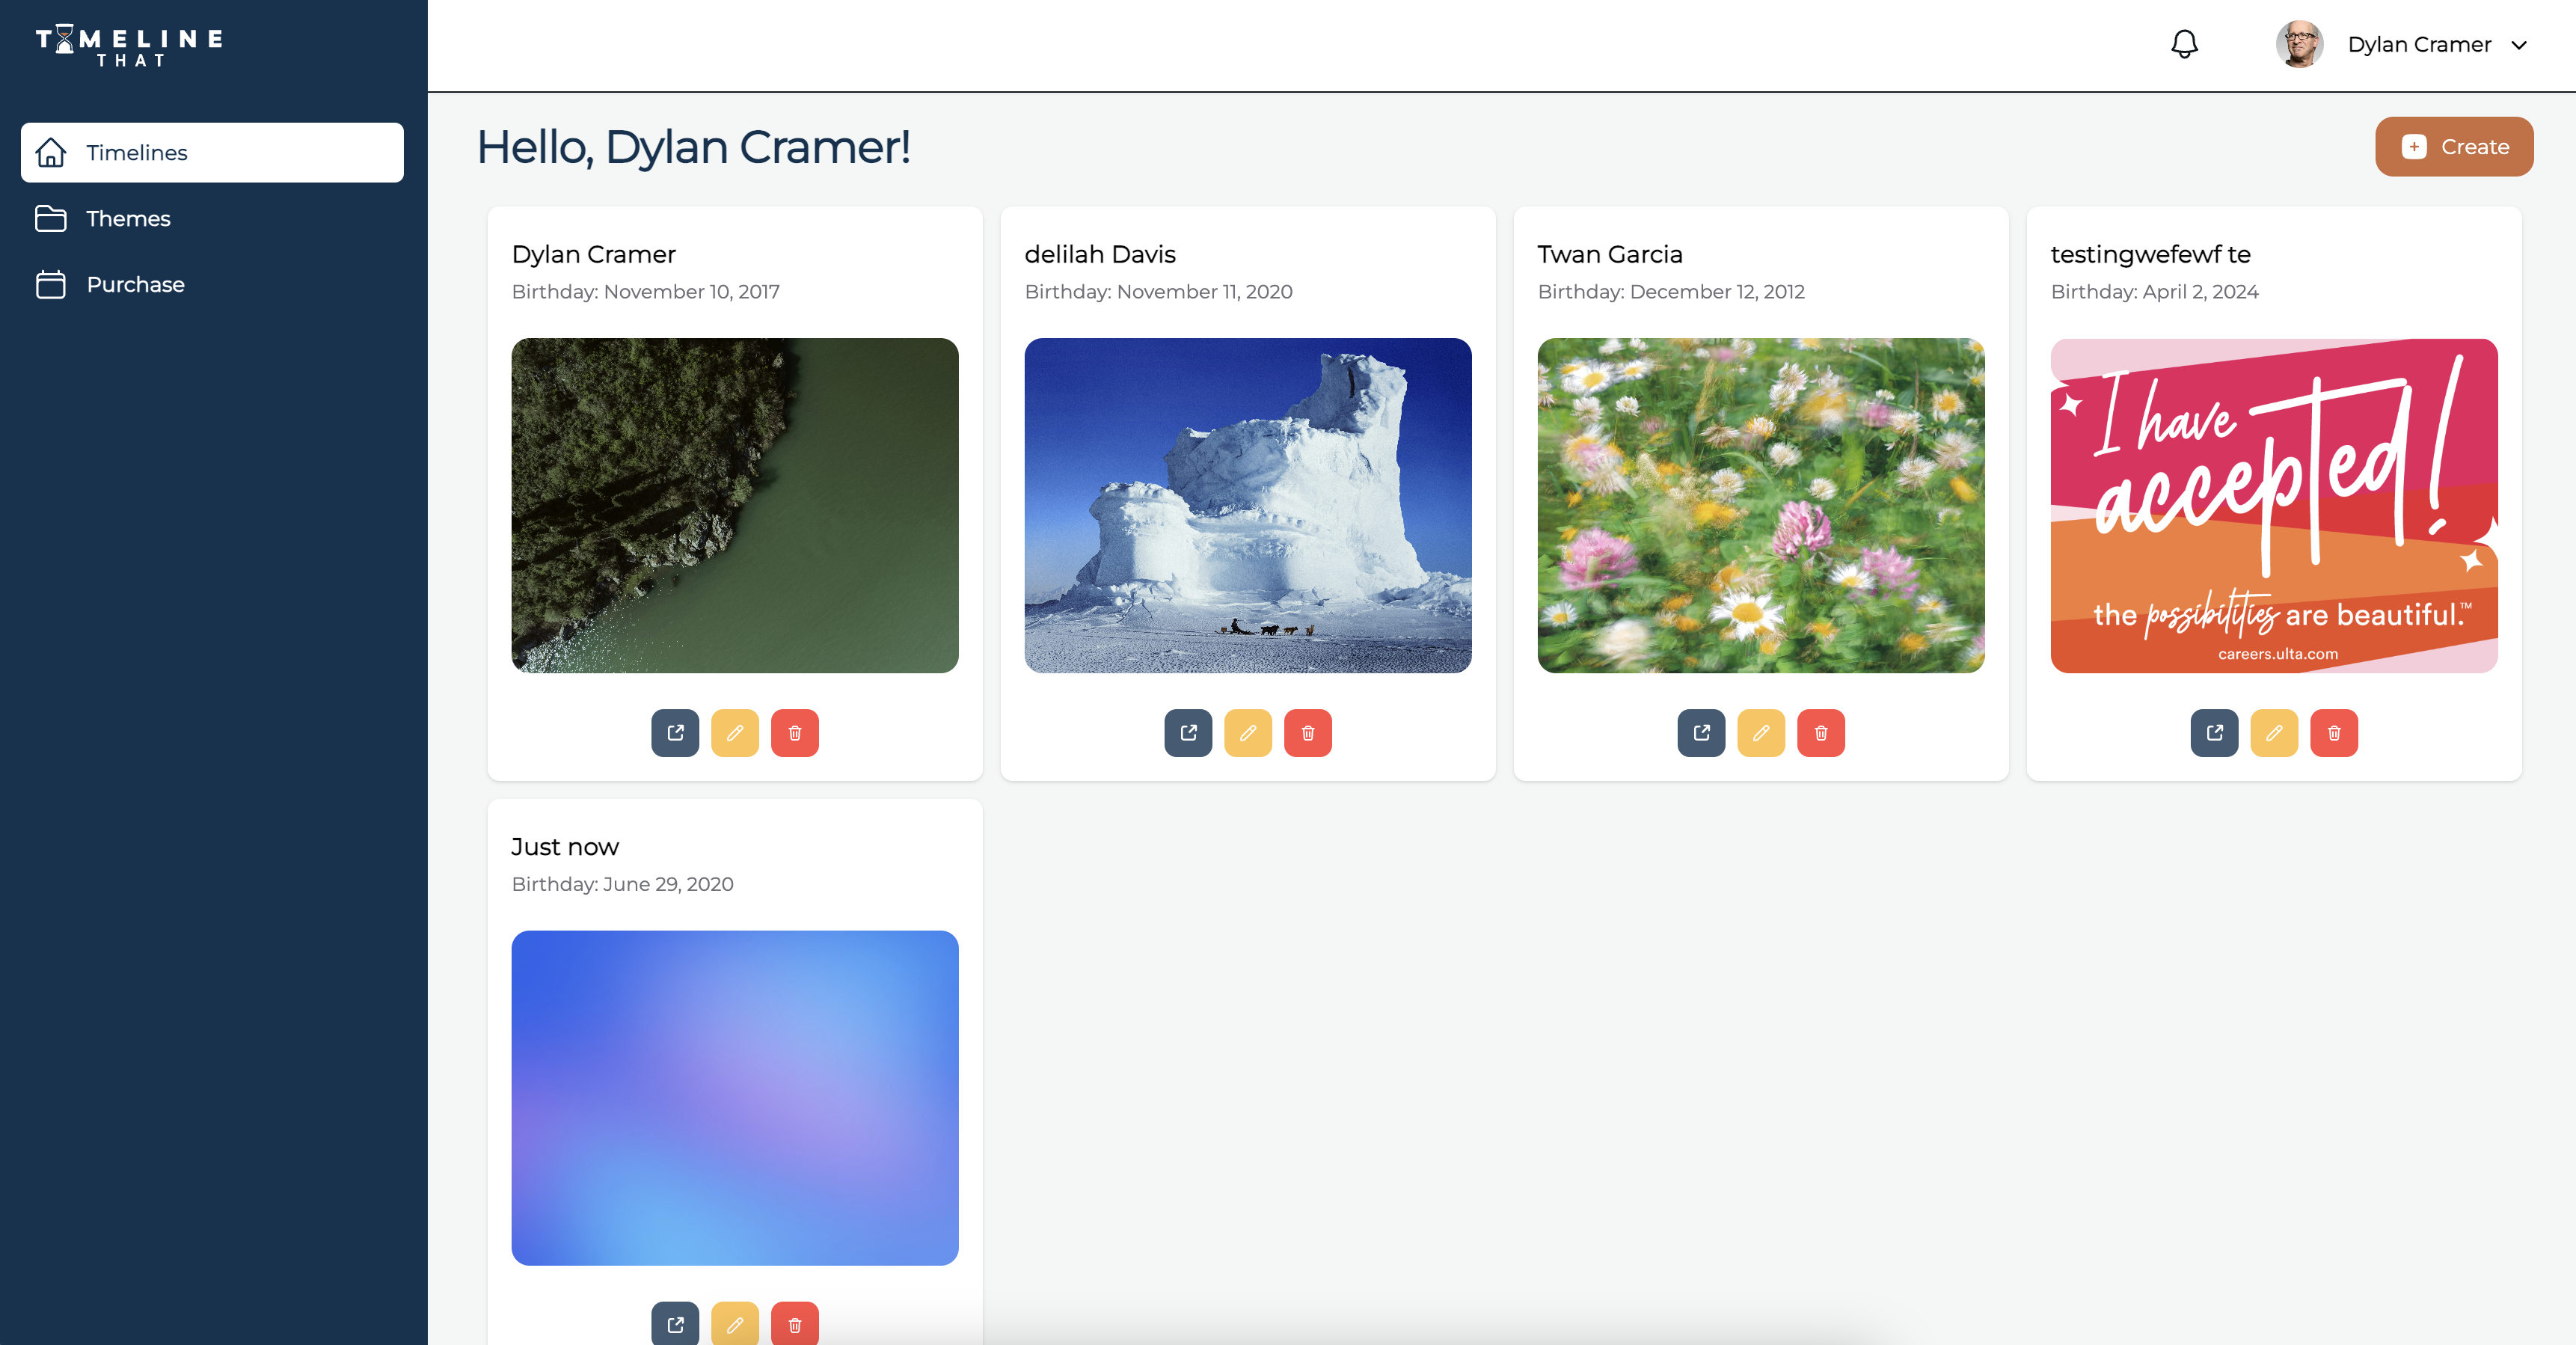 TIMELINE
THAT
Dylan Cramer
Timelines
Themes
Purchase
Hello, Dylan Cramer!
Create
Dylan Cramer
Birthday: November 10, 2017
delilah Davis
Birthday: November 11, 2020
Twan Garcia
Birthday: December 12, 2012
testingwefewf te
Birthday: April 2, 2024
I have
accepted!
the possibilities are beautiful.™
careers.ulta.com
Just now
Birthday: June 29, 2020